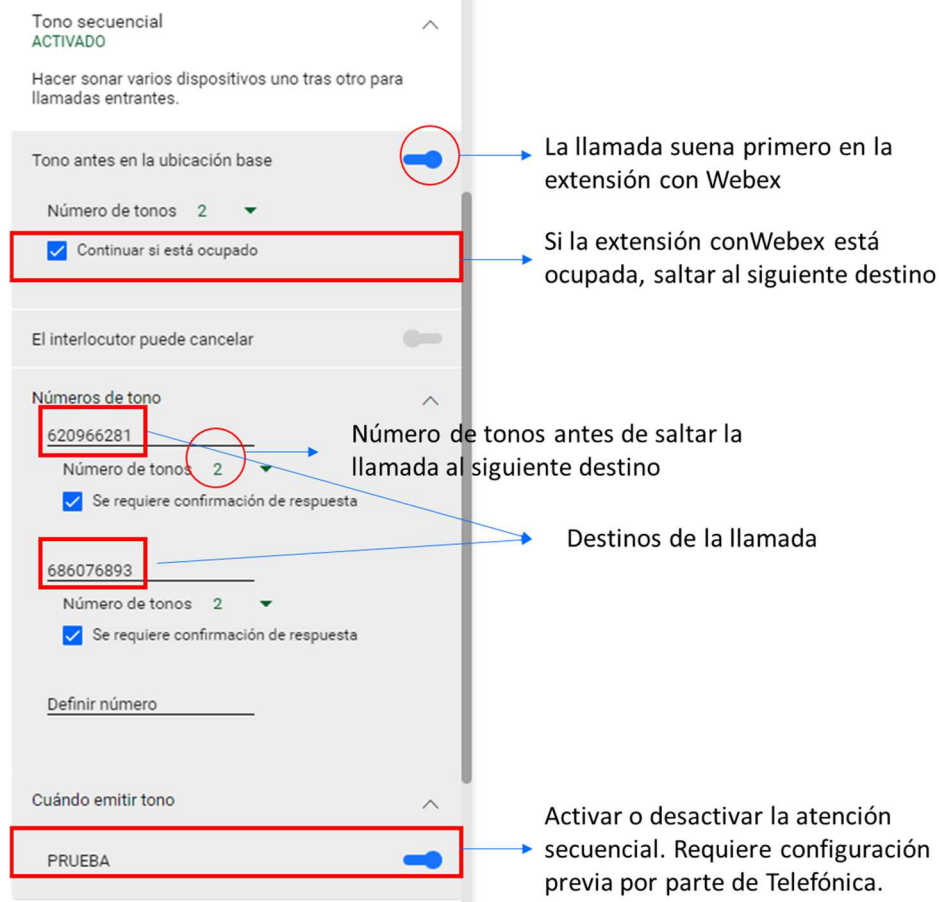 Tono secuencial
ACTIVADO
Hacer sonar varios dispositivos uno tras otro para
llamadas entrantes.
Tono antes en la ubicación base
La llamada suena primero en la
extensión con Webex
Número de tonos 2
Continuar si está ocupado
Si la extensión conWebex está
ocupada, saltar al siguiente destino
El interlocutor puede cancelar
Números de tono
620966281
Número de tonos 2
Número de tonos antes de saltar la
llamada al siguiente destino
Se requiere confirmación de respuesta
Destinos de la llamada
686076893
Número de tonos 2
Se requiere confirmación de respuesta
Definir número
Cuándo emitir tono
PRUEBA
Activar o desactivar la atención
secuencial. Requiere configuración
previa por parte de Telefónica.